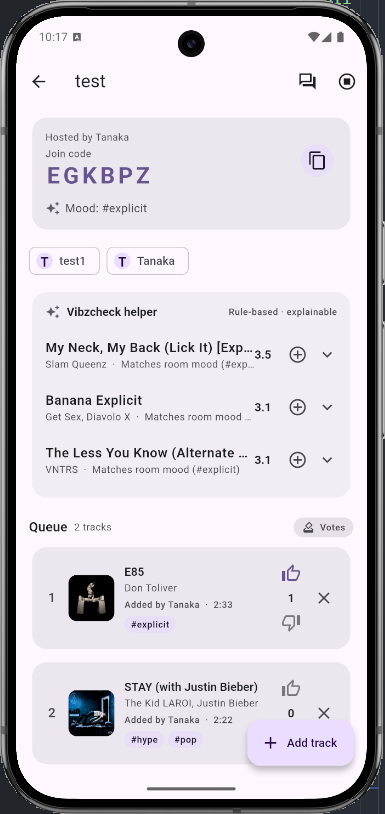 10:17 A
test
Hosted by Tanaka
Join code
EGKBPZ
Mood: #explicit
T test1 T Tanaka
Vibzcheck helper Rule-based · explainable
My Neck, My Back (Lick It) [Exp... 3.5
Slam Queenz · Matches room mood (#exp...
Banana Explicit 3.1
Get Sex, Diavolo X · Matches room mood ...
The Less You Know (Alternate ... 3.1
VNTRS · Matches room mood (#explicit)
Queue 2 tracks Votes
E85
Don Toliver
1 Added by Tanaka · 2:33 1
#explicit
STAY (with Justin Bieber)
The Kid LAROI, Justin Bieber
2 Added by Tanaka · 2:22 0
#hype #pop
+ Add track